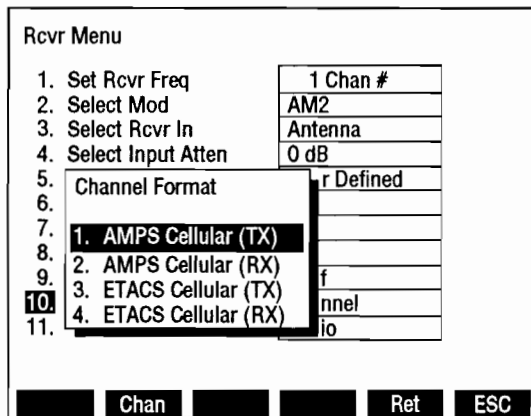 Rcvr Menu
1. Set Rcvr Freq 1 Chan #
2. Select Mod AM2
3. Select Rcvr In Antenna
4. Select Input Atten 0 dB
5. r Defined
6.
7.
8.
9. f
10. nnel
11. io
Channel Format
1. AMPS Cellular (TX)
2. AMPS Cellular (RX)
3. ETACS Cellular (TX)
4. ETACS Cellular (RX)
Chan Ret ESC